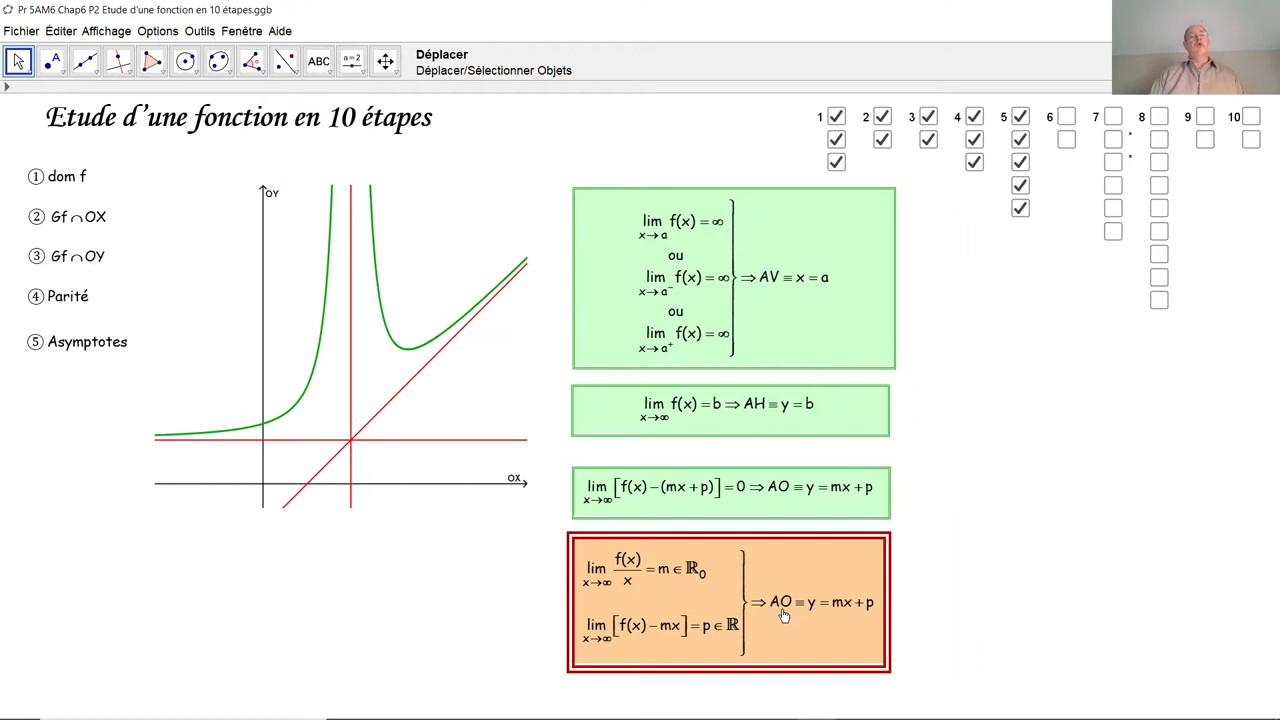 Pr 5AM6 Chap6 P2 Etude d'une fonction en 10 étapes.ggb
Fichier Éditer Affichage Options Outils Fenêtre Aide
A ABC a=2
Déplacer
Déplacer/Sélectionner Objets
Etude d'une fonction en 10 étapes
1 2 3 4 5 6 7 8 9 10
* 
*
① dom f
② Gf ∩ OX
③ Gf ∩ OY
④ Parité
⑤ Asymptotes
OY
OX
lim f(x) = ∞
x→a
ou
lim f(x) = ∞ ⇒ AV ≡ x = a
x→a⁻
ou
lim f(x) = ∞
x→a⁺
lim f(x) = b ⇒ AH ≡ y = b
x→∞
lim [f(x) − (mx + p)] = 0 ⇒ AO ≡ y = mx + p
x→∞
lim f(x)/x = m ∈ ℝ₀
x→∞
⇒ AO ≡ y = mx + p
lim [f(x) − mx] = p ∈ ℝ
x→∞